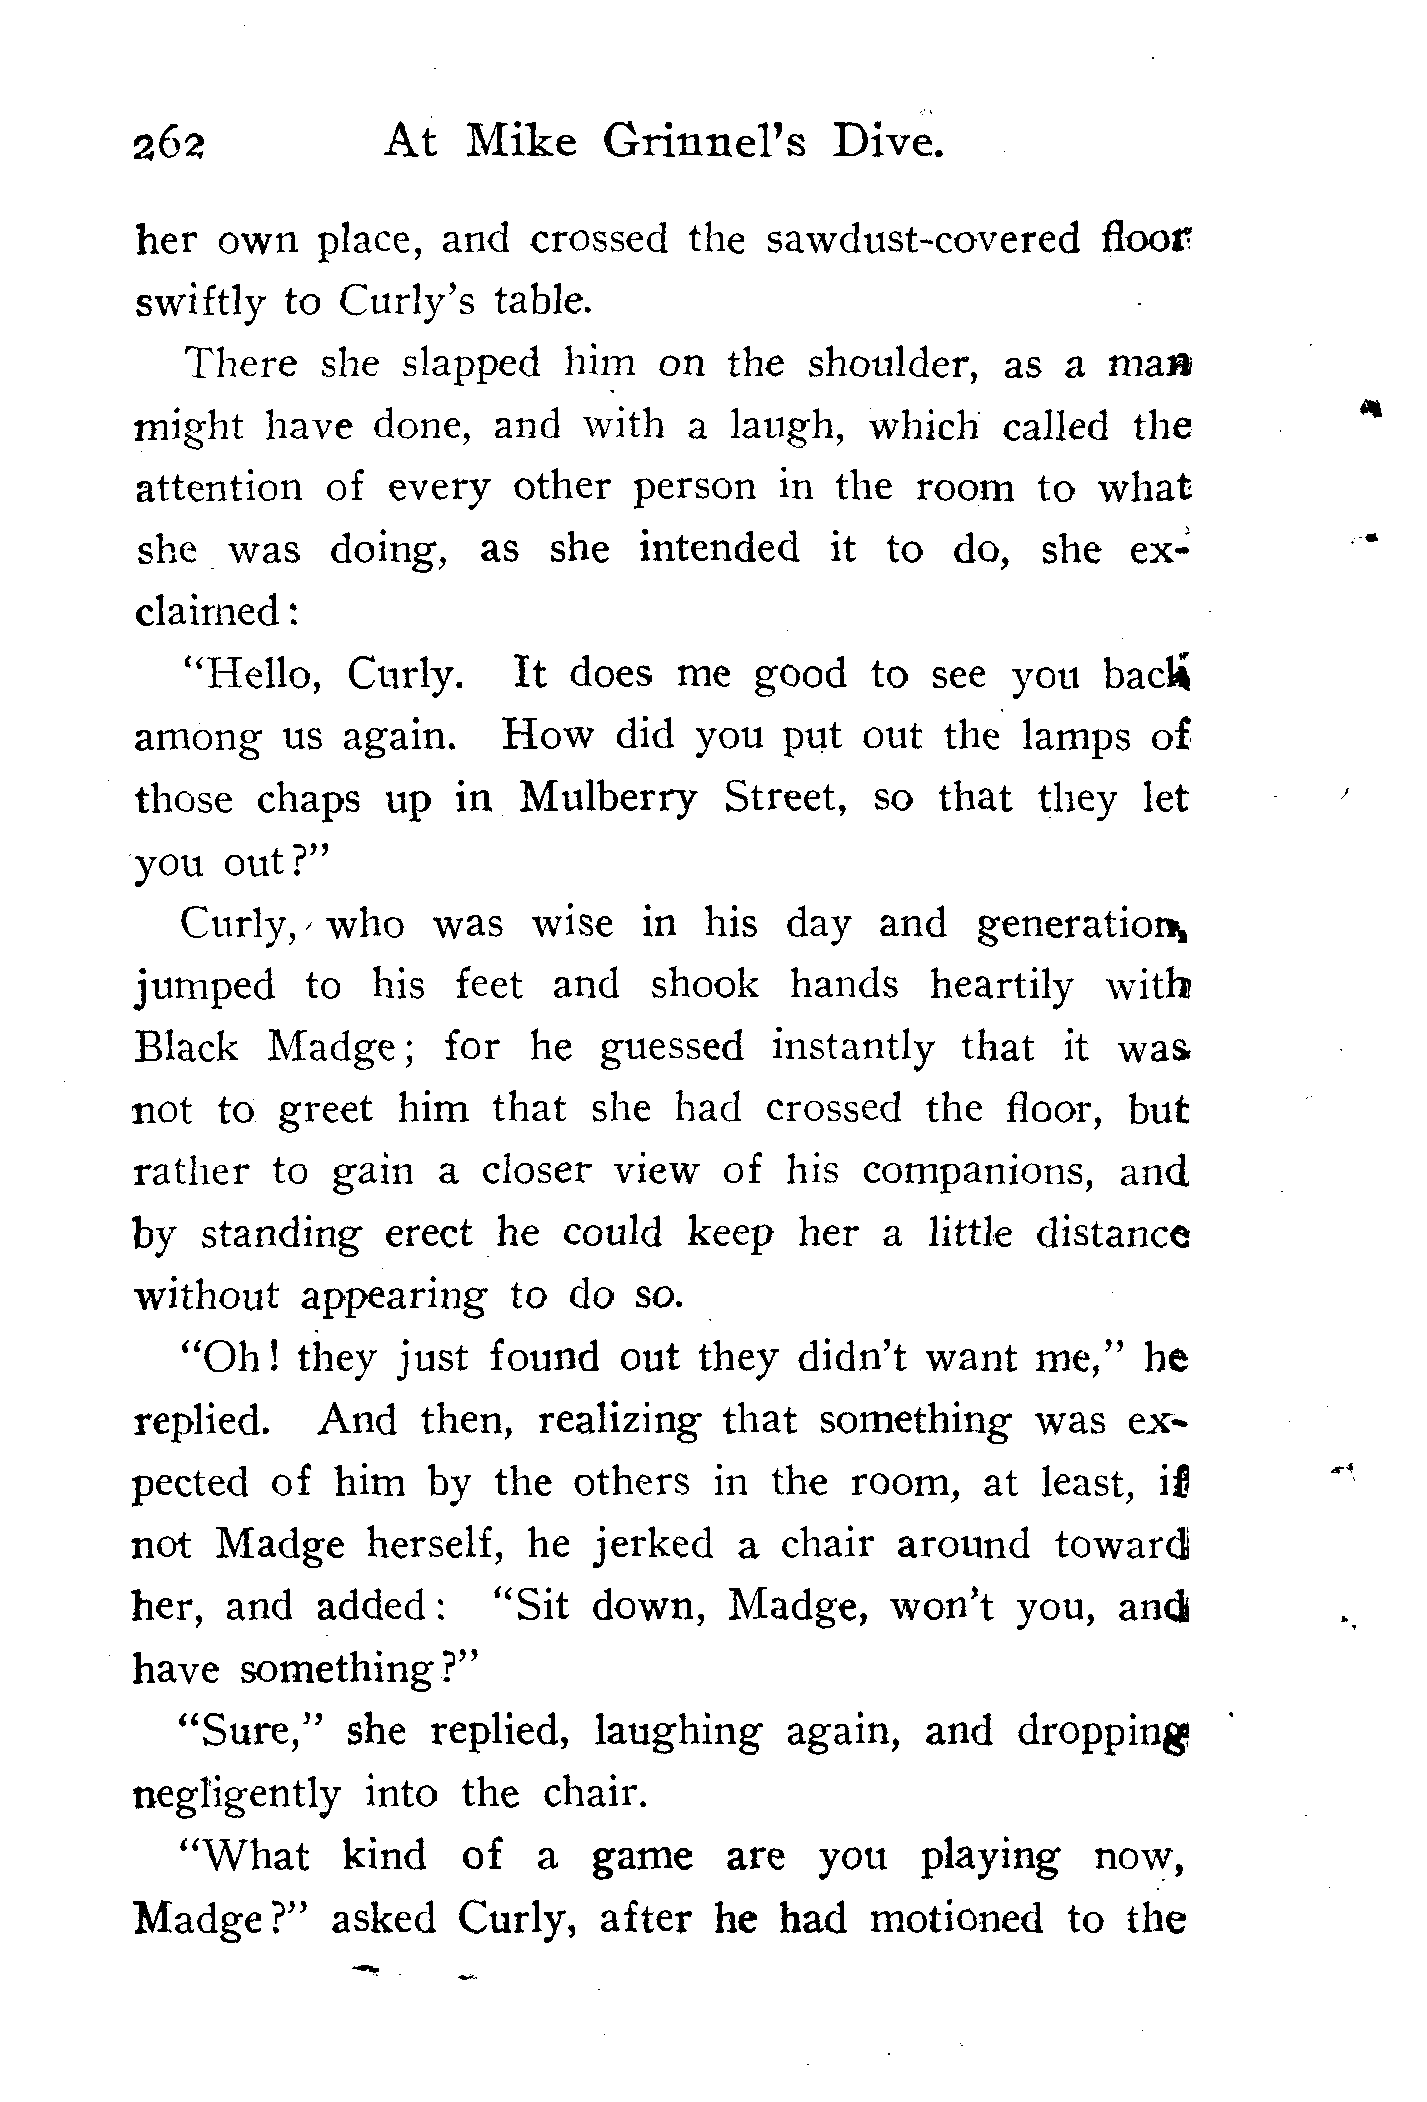 262 At Mike Grinnel's Dive.
her own place, and crossed the sawdust-covered floor
swiftly to Curly's table.
There she slapped him on the shoulder, as a man
might have done, and with a laugh, which called the
attention of every other person in the room to what
she was doing, as she intended it to do, she ex-
claimed:
"Hello, Curly. It does me good to see you back
among us again. How did you put out the lamps of
those chaps up in Mulberry Street, so that they let
you out?"
Curly, who was wise in his day and generation,
jumped to his feet and shook hands heartily with
Black Madge; for he guessed instantly that it was
not to greet him that she had crossed the floor, but
rather to gain a closer view of his companions, and
by standing erect he could keep her a little distance
without appearing to do so.
"Oh! they just found out they didn't want me," he
replied. And then, realizing that something was ex-
pected of him by the others in the room, at least, if
not Madge herself, he jerked a chair around toward
her, and added: "Sit down, Madge, won't you, and
have something?"
"Sure," she replied, laughing again, and dropping
negligently into the chair.
"What kind of a game are you playing now,
Madge?" asked Curly, after he had motioned to the